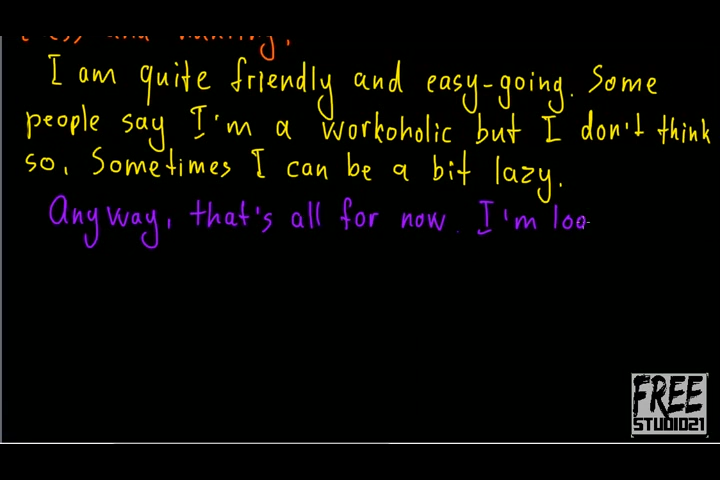 and
I am quite friendly and easy-going. Some
people say I'm a workoholic but I don't think
so. Sometimes I can be a bit lazy.
Anyway, that's all for now. I'm loo
FREE
STUDIO21